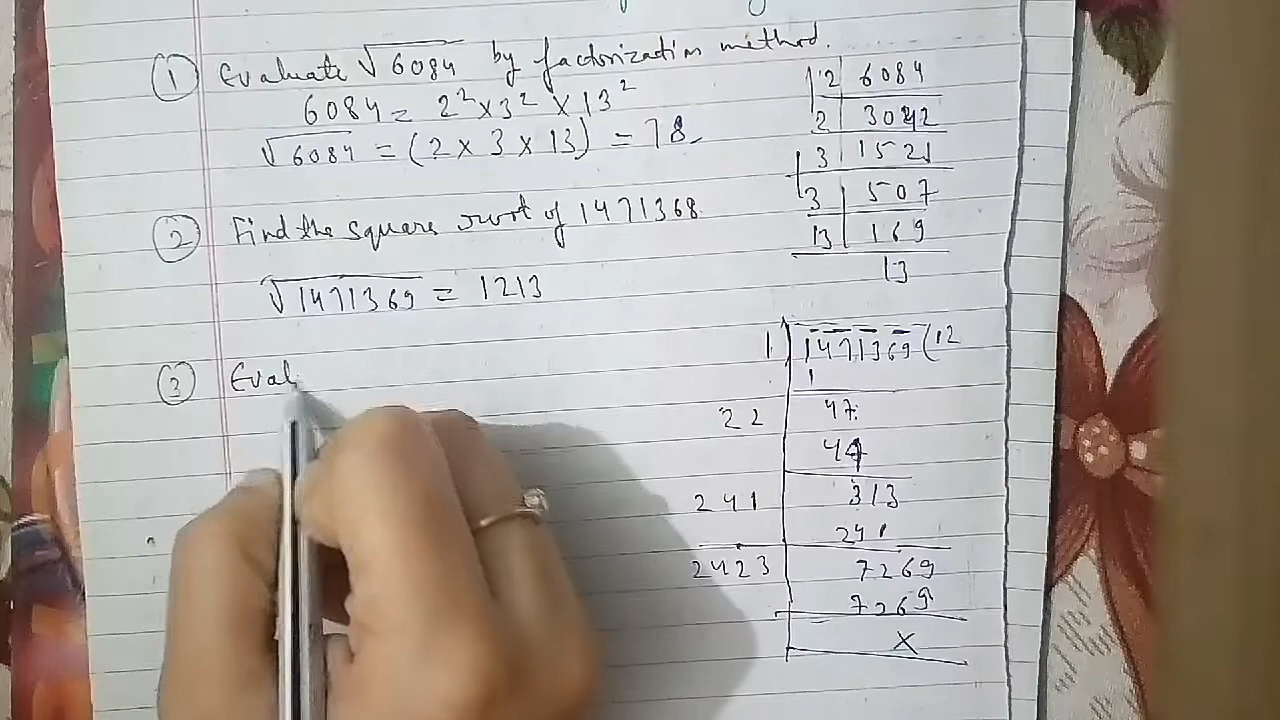 ① Evaluate √6084 by factorization method.
6084 = 2² × 3² × 13²
√6084 = (2 × 3 × 13) = 78
② Find the square root of 1471368.
√1471369 = 1213
③ Eval
12 6084
2 3042
3 1521
3 507
13 169
13
1 1471369 (12
1
22 47
44
241 313
241
2423 7269
7269
×